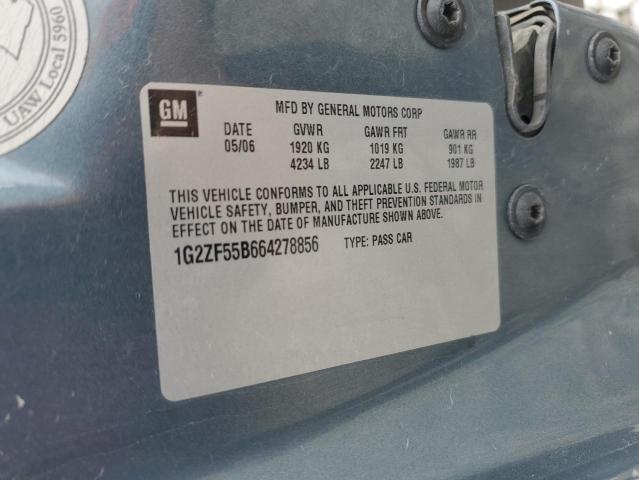 UAW Local 5960
GM
MFD BY GENERAL MOTORS CORP
DATE GVWR GAWR FRT GAWR RR
05/06 1920 KG 1019 KG 901 KG
4234 LB 2247 LB 1987 LB
THIS VEHICLE CONFORMS TO ALL APPLICABLE U.S. FEDERAL MOTOR
VEHICLE SAFETY, BUMPER, AND THEFT PREVENTION STANDARDS IN
EFFECT ON THE DATE OF MANUFACTURE SHOWN ABOVE.
1G2ZF55B664278856 TYPE: PASS CAR